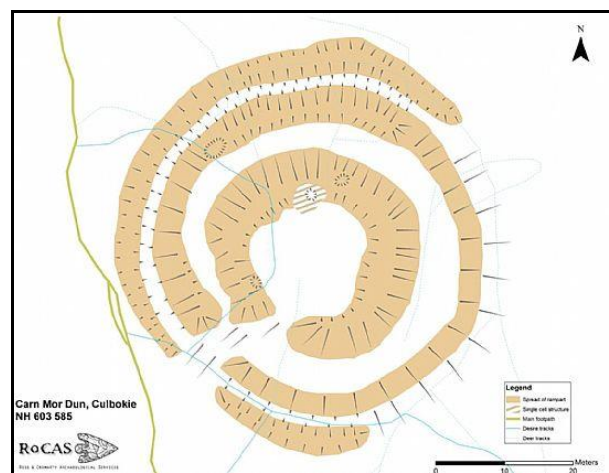 N
Carn Mor Dun, Culbokie
NH 603 585
RoCAS
ROSS & CROMARTY ARCHAEOLOGICAL SERVICES
Legend
Spread of rampart
Single cell structure
Main footpath
Desire tracks
Deer tracks
Meters
0
10
20